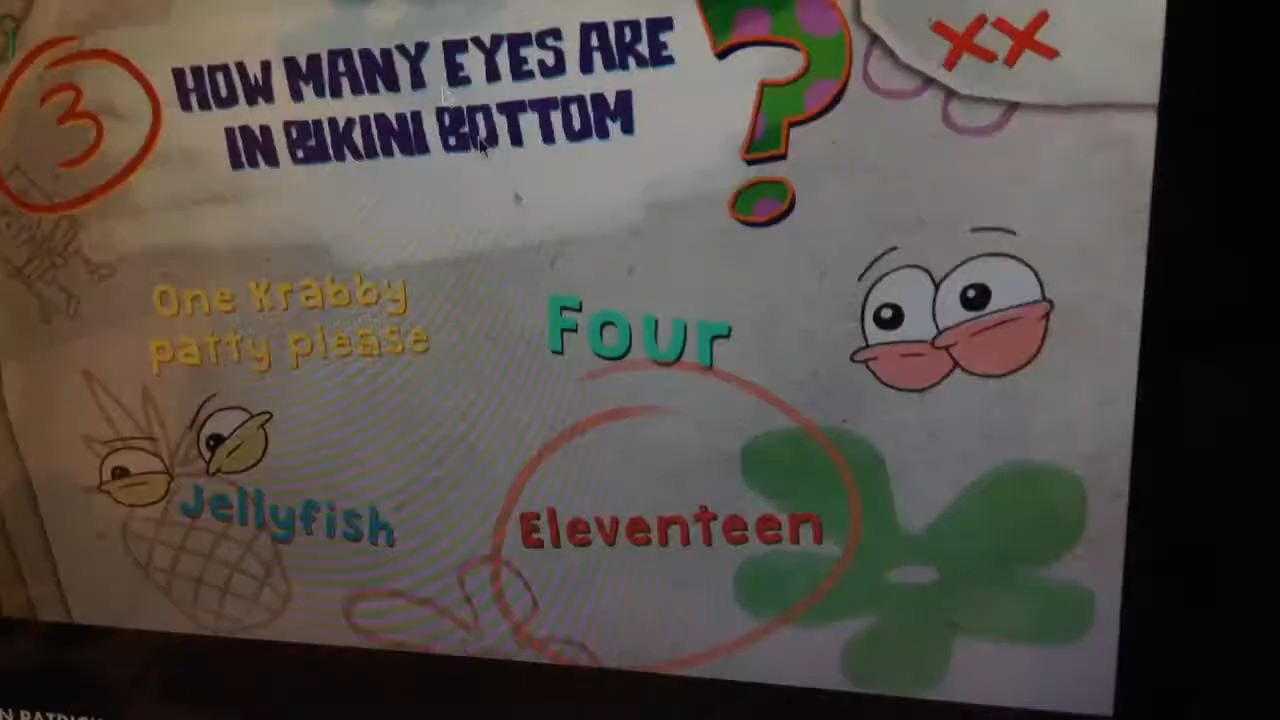 3
HOW MANY EYES ARE
IN BIKINI BOTTOM
?
XX
One Krabby
patty please
Four
Jellyfish
Eleventeen